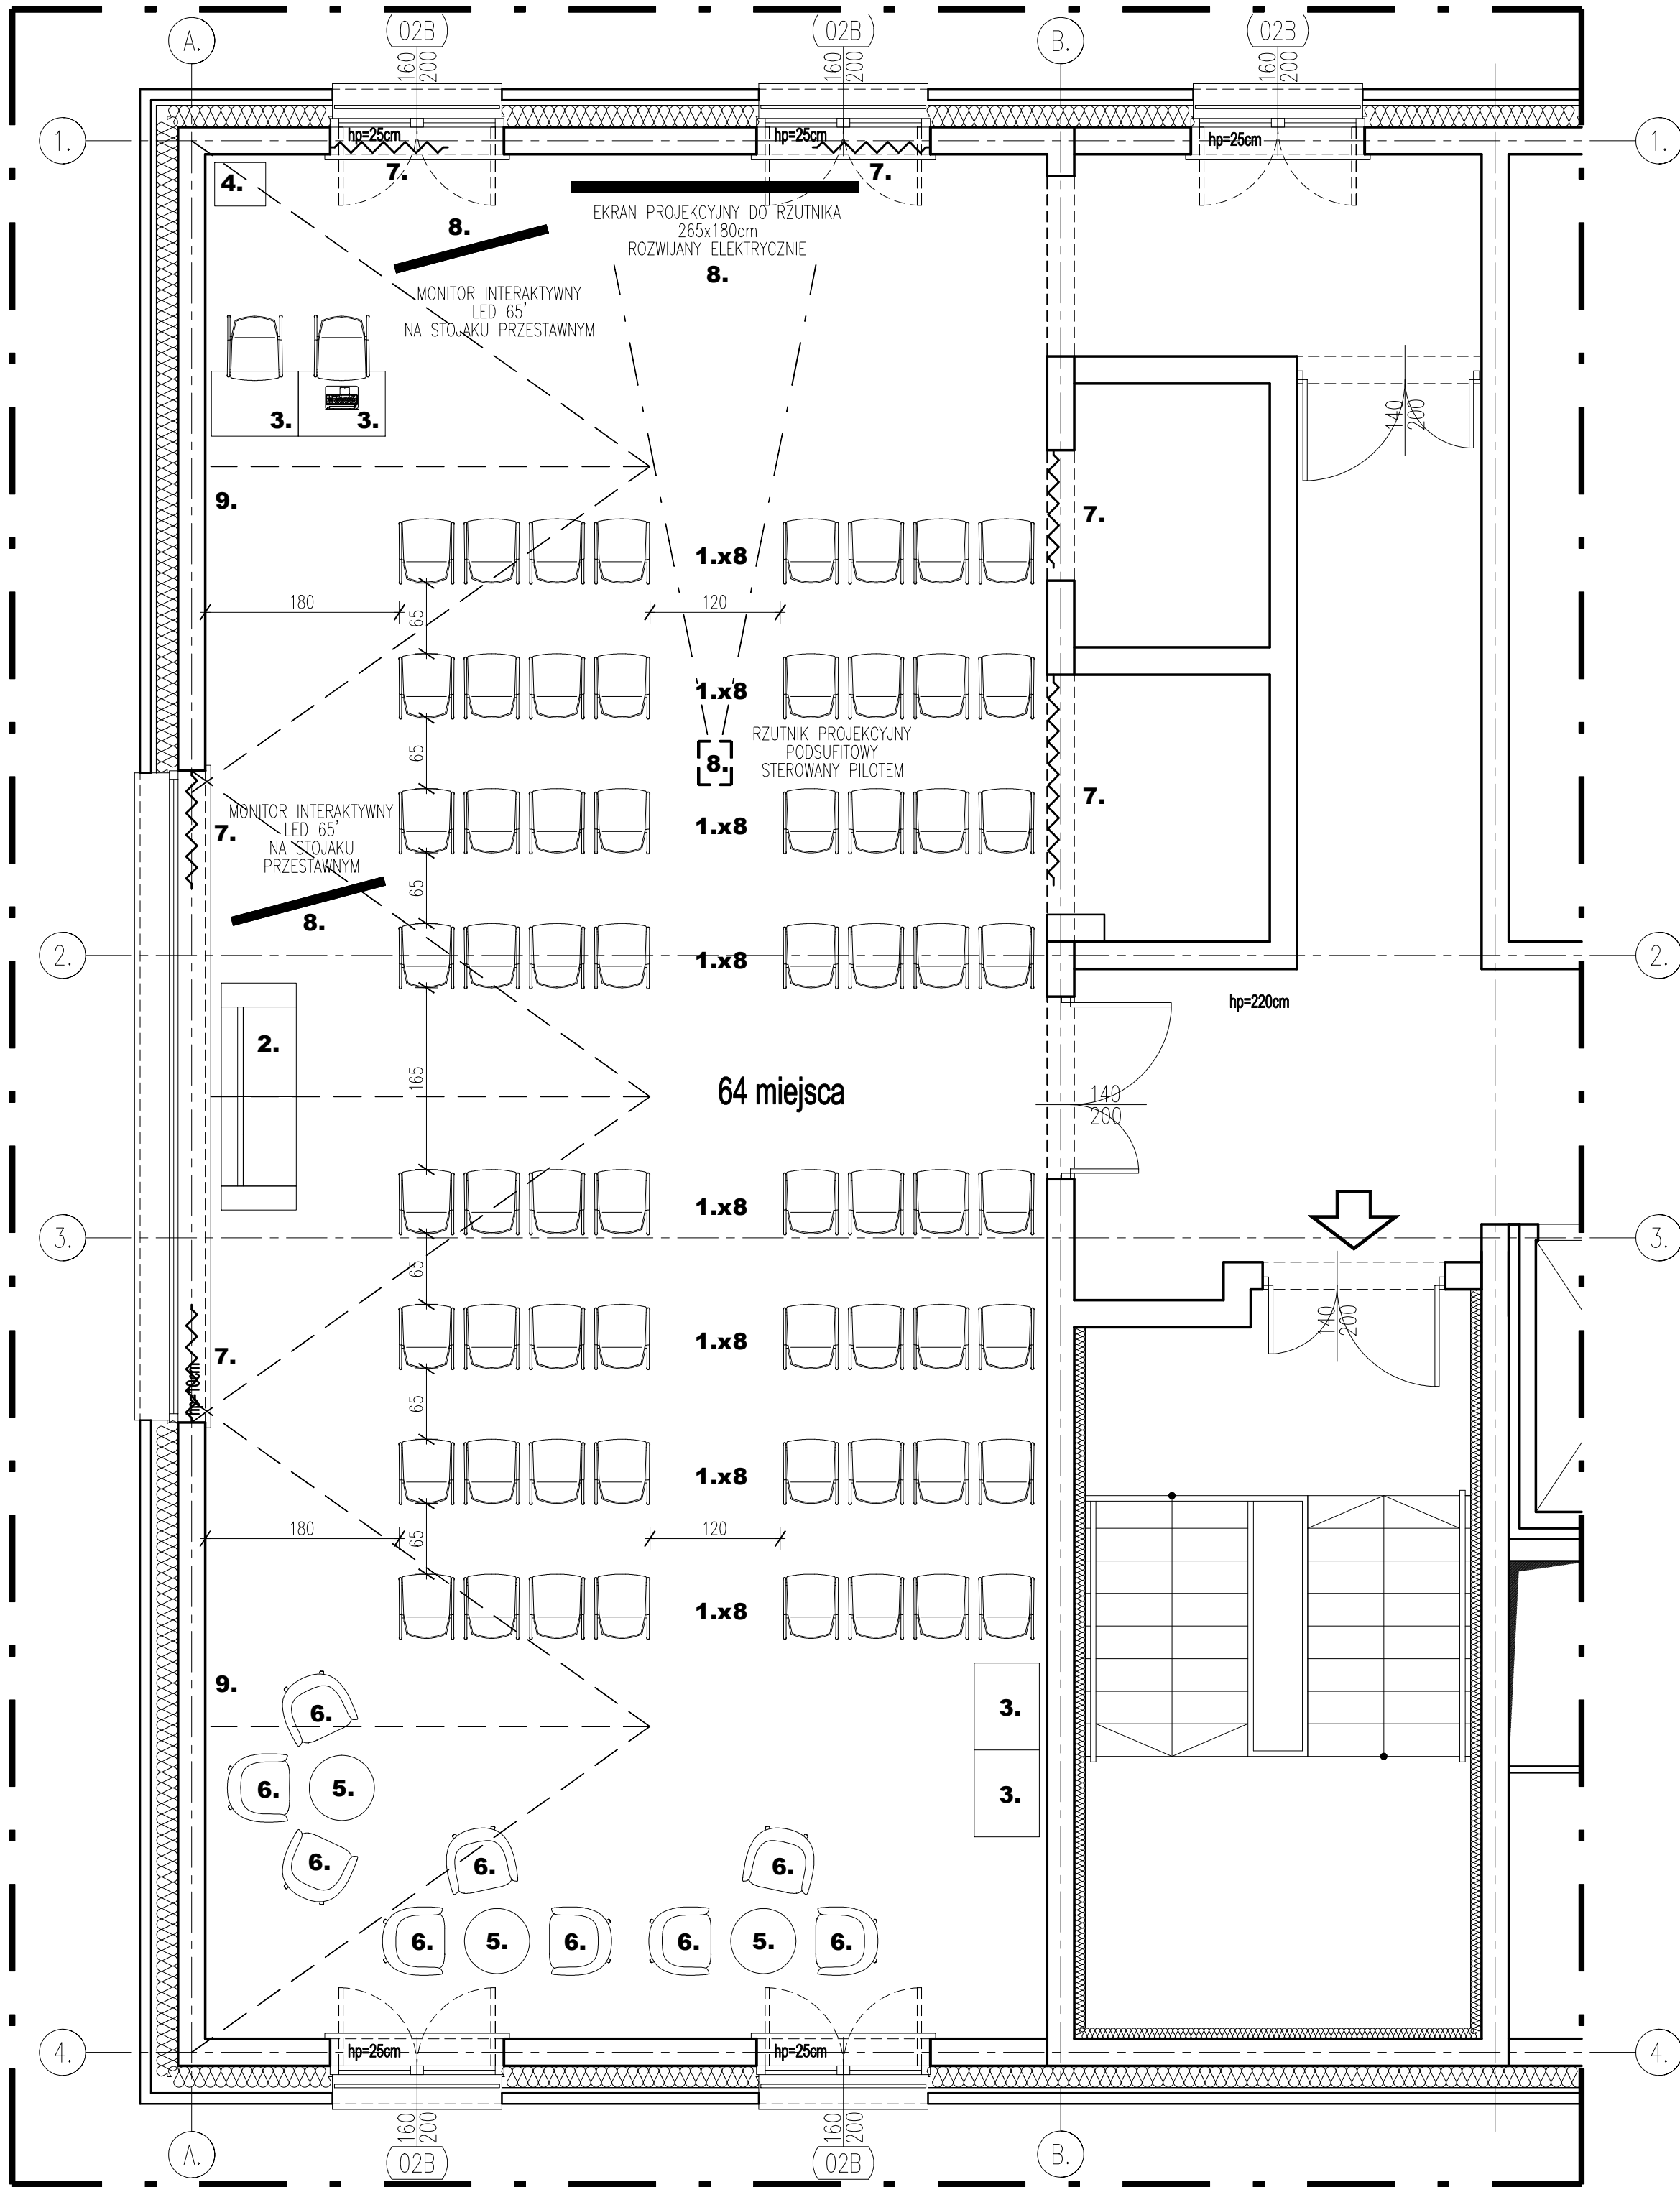 A.
02B
02B
B.
02B
160
200
160
200
160
200
1.
hp=25cm
hp=25cm
hp=25cm
1.
7.
7.
4.
8.
EKRAN PROJEKCYJNY DO RZUTNIKA
265x180cm
ROZWIJANY ELEKTRYCZNIE
8.
MONITOR INTERAKTYWNY
LED 65'
NA STOJAKU PRZESTAWNYM
3.
3.
140
200
9.
7.
1.x8
180
65
120
1.x8
RZUTNIK PROJEKCYJNY
PODSUFITOWY
STEROWANY PILOTEM
8.
65
7.
MONITOR INTERAKTYWNY
LED 65'
NA STOJAKU
PRZESTAWNYM
7.
1.x8
65
8.
2.
1.x8
2.
hp=220cm
2.
165
64 miejsca
140
200
1.x8
3.
3.
65
140
200
1.x8
7.
hp=10cm
65
1.x8
180
65
120
1.x8
9.
6.
3.
6.
5.
3.
6.
6.
6.
6.
5.
6.
6.
5.
6.
4.
hp=25cm
hp=25cm
4.
160
200
160
200
A.
02B
02B
B.